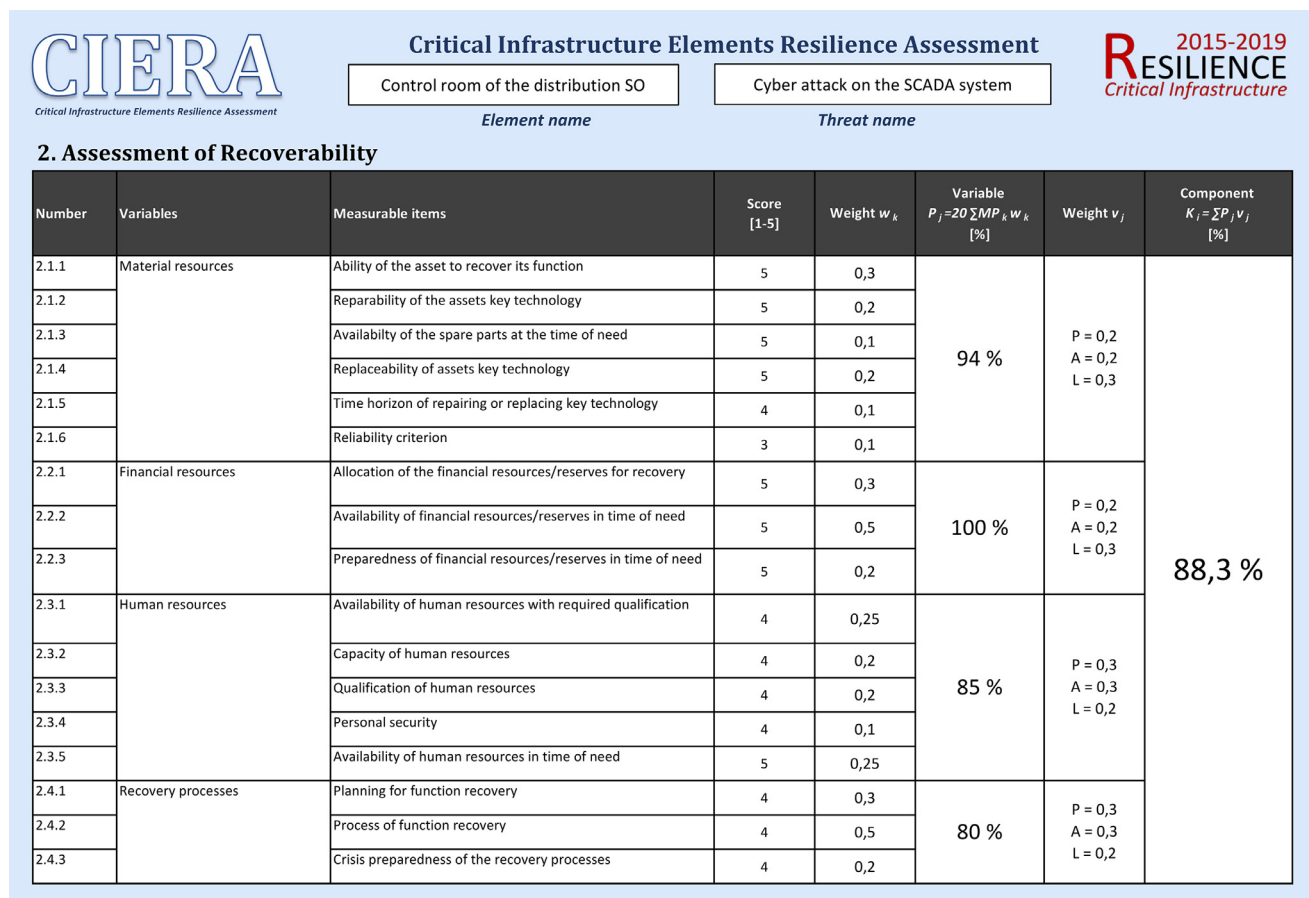 CIERA
Critical Infrastructure Elements Resilience Assessment
Critical Infrastructure Elements Resilience Assessment
Control room of the distribution SO
Element name
Cyber attack on the SCADA system
Threat name
2015-2019
RESILIENCE
Critical Infrastructure
2. Assessment of Recoverability
Number Variables Measurable items Score [1-5] Weight w k Variable P j =20 ∑MP k w k [%] Weight v j Component K i = ∑P j v j [%]
2.1.1 Material resources Ability of the asset to recover its function 5 0,3
2.1.2 Reparability of the assets key technology 5 0,2
2.1.3 Availabilty of the spare parts at the time of need 5 0,1
2.1.4 Replaceability of assets key technology 5 0,2
2.1.5 Time horizon of repairing or replacing key technology 4 0,1
2.1.6 Reliability criterion 3 0,1
94 %
P = 0,2
A = 0,2
L = 0,3
2.2.1 Financial resources Allocation of the financial resources/reserves for recovery 5 0,3
2.2.2 Availability of financial resources/reserves in time of need 5 0,5
2.2.3 Preparedness of financial resources/reserves in time of need 5 0,2
100 %
P = 0,2
A = 0,2
L = 0,3
2.3.1 Human resources Availability of human resources with required qualification 4 0,25
2.3.2 Capacity of human resources 4 0,2
2.3.3 Qualification of human resources 4 0,2
2.3.4 Personal security 4 0,1
2.3.5 Availability of human resources in time of need 5 0,25
85 %
P = 0,3
A = 0,3
L = 0,2
2.4.1 Recovery processes Planning for function recovery 4 0,3
2.4.2 Process of function recovery 4 0,5
2.4.3 Crisis preparedness of the recovery processes 4 0,2
80 %
P = 0,3
A = 0,3
L = 0,2
88,3 %